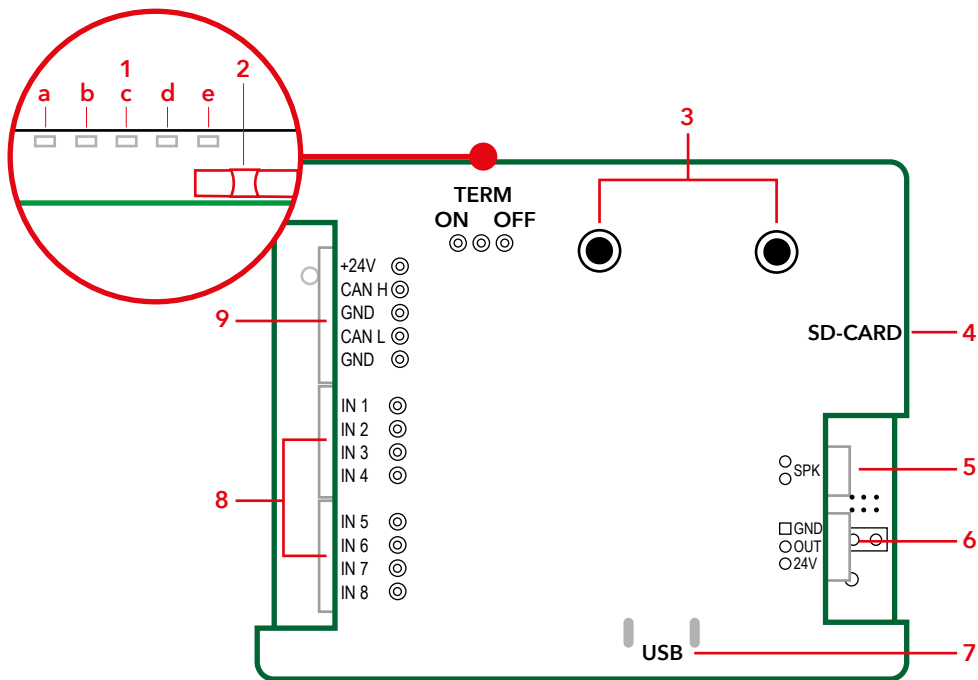 1 2
a b c d e
3
TERM
ON OFF
+24V
CAN H
GND
CAN L
GND
9
SD-CARD 4
IN 1
IN 2
IN 3
IN 4
8
IN 5
IN 6
IN 7
IN 8
SPK 5
GND
OUT 6
24V
USB 7